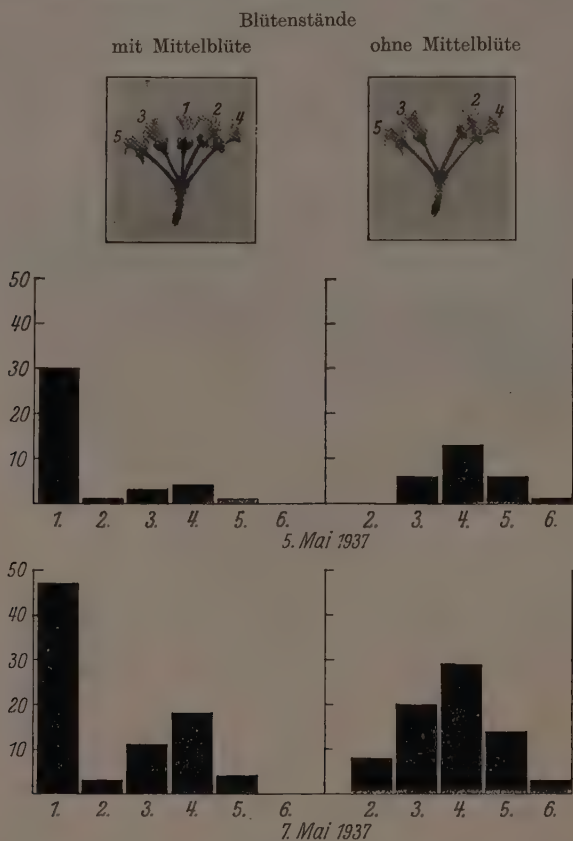 Blütenstände
mit Mittelblüte ohne Mittelblüte
5 3 1 2 4
5 3 2 4
50
40
30
20
10
1. 2. 3. 4. 5. 6. 2. 3. 4. 5. 6.
5. Mai 1937
50
40
30
20
10
1. 2. 3. 4. 5. 6. 2. 3. 4. 5. 6.
7. Mai 1937